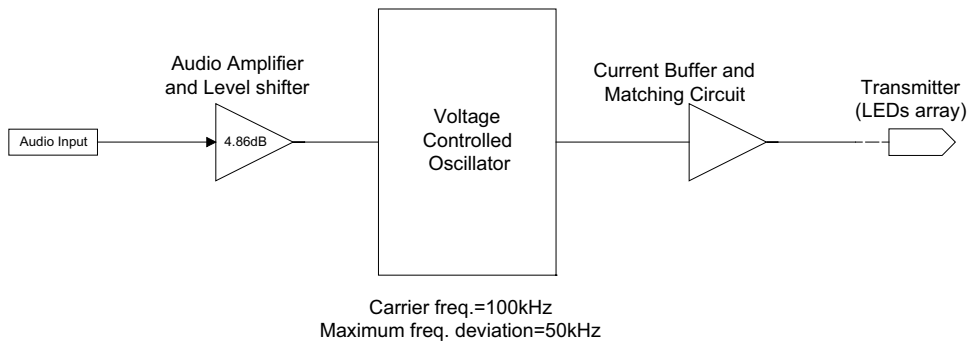 Audio Amplifier
and Level shifter
Audio Input
4.86dB
Voltage
Controlled
Oscillator
Current Buffer and
Matching Circuit
Transmitter
(LEDs array)
Carrier freq.=100kHz
Maximum freq. deviation=50kHz